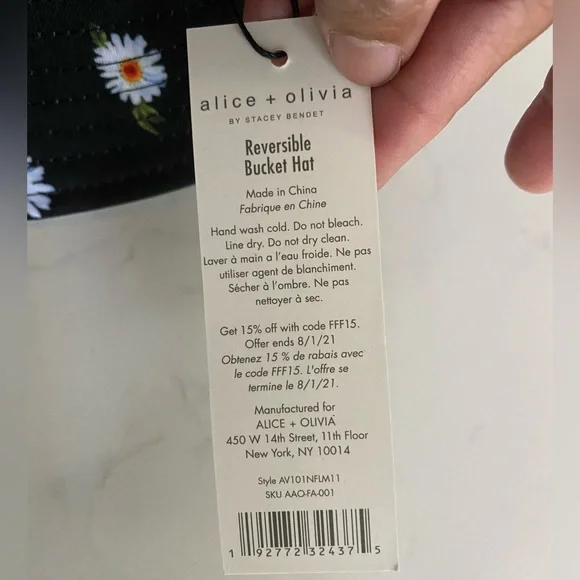 alice + olivia
BY STACEY BENDET
Reversible
Bucket Hat
Made in China
Fabrique en Chine
Hand wash cold. Do not bleach.
Line dry. Do not dry clean.
Laver à main a l'eau froide. Ne pas
utiliser agent de blanchiment.
Sécher à l'ombre. Ne pas
nettoyer à sec.
Get 15% off with code FFF15.
Offer ends 8/1/21
Obtenez 15 % de rabais avec
le code FFF15. L'offre se
termine le 8/1/21.
Manufactured for
ALICE + OLIVIA
450 W 14th Street, 11th Floor
New York, NY 10014
Style AV101NFLM11
SKU AAO-FA-001
1 92772 32437 5